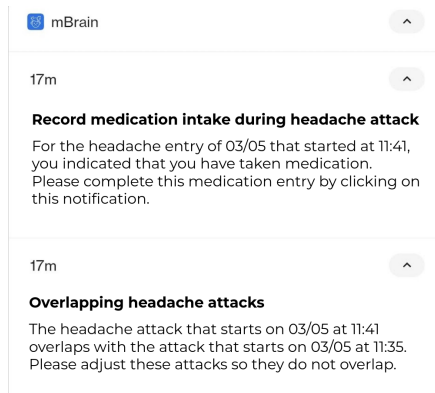 mBrain
17m
Record medication intake during headache attack
For the headache entry of 03/05 that started at 11:41,
you indicated that you have taken medication.
Please complete this medication entry by clicking on
this notification.
17m
Overlapping headache attacks
The headache attack that starts on 03/05 at 11:41
overlaps with the attack that starts on 03/05 at 11:35.
Please adjust these attacks so they do not overlap.